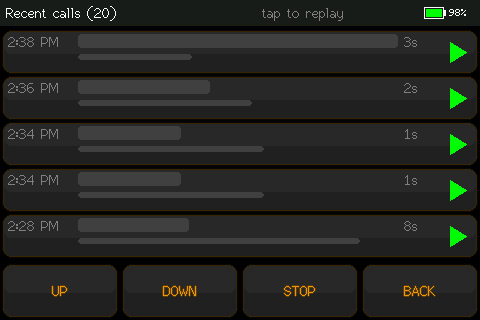 Recent calls (20) tap to replay 98%
2:38 PM 3s
2:36 PM 2s
2:34 PM 1s
2:34 PM 1s
2:28 PM 8s
UP DOWN STOP BACK